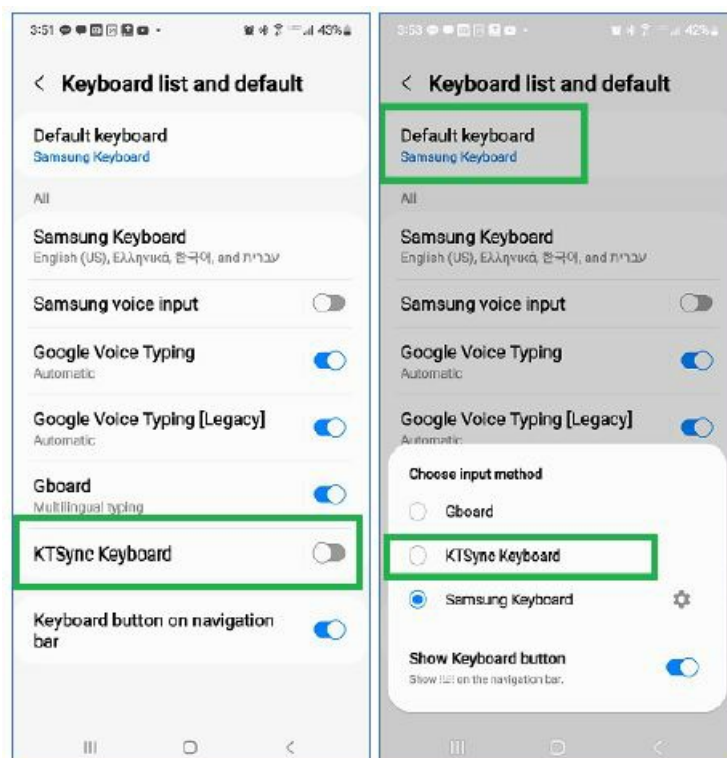 3:51
43%
< Keyboard list and default
Default keyboard
Samsung Keyboard
All
Samsung Keyboard
English (US), Ελληνικά, 한국어, and עברית
Samsung voice input
Google Voice Typing
Automatic
Google Voice Typing [Legacy]
Automatic
Gboard
Multilingual typing
KTSync Keyboard
Keyboard button on navigation
bar
3:53
42%
< Keyboard list and default
Default keyboard
Samsung Keyboard
All
Samsung Keyboard
English (US), Ελληνικά, 한국어, and עברית
Samsung voice input
Google Voice Typing
Automatic
Google Voice Typing [Legacy]
Automatic
Choose input method
Gboard
KTSync Keyboard
Samsung Keyboard
Show Keyboard button
Show on the navigation bar.